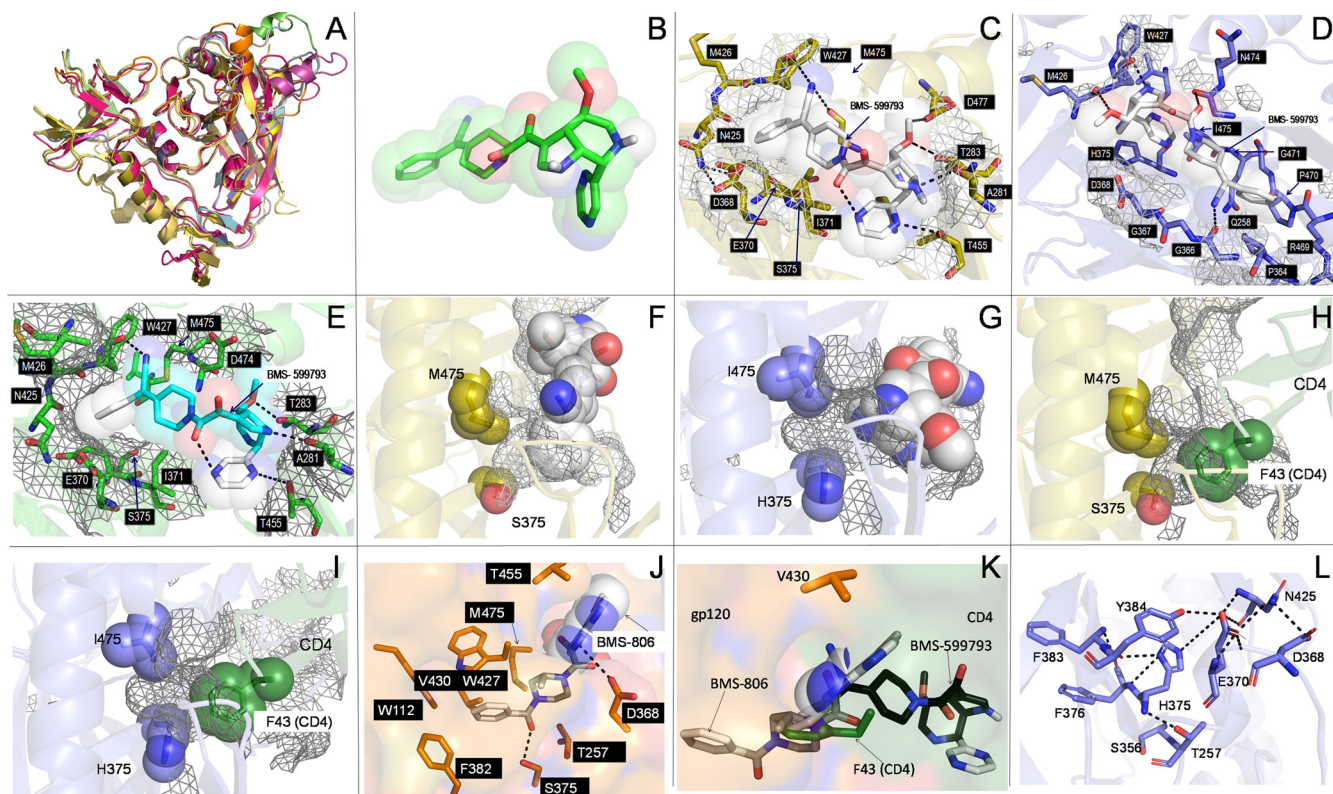 A
B
C
M426
W427
M475
BMS- 599793
D477
N425
T283
A281
D368
I371
E370
T455
S375
D
W427
N474
M426
I475
BMS- 599793
H375
G471
P470
D368
Q258
G367
G366
R469
P364
E
W427
M475
M426
D474
BMS- 599793
N425
T283
A281
E370
I371
S375
T455
F
M475
S375
G
I475
H375
H
M475
CD4
F43 (CD4)
S375
I
I475
CD4
F43 (CD4)
H375
J
T455
M475
BMS-806
V430
W427
W112
D368
T257
F382
S375
K
V430
gp120
CD4
BMS-599793
BMS-806
F43 (CD4)
L
N425
Y384
F383
D368
E370
F376
H375
S356
T257